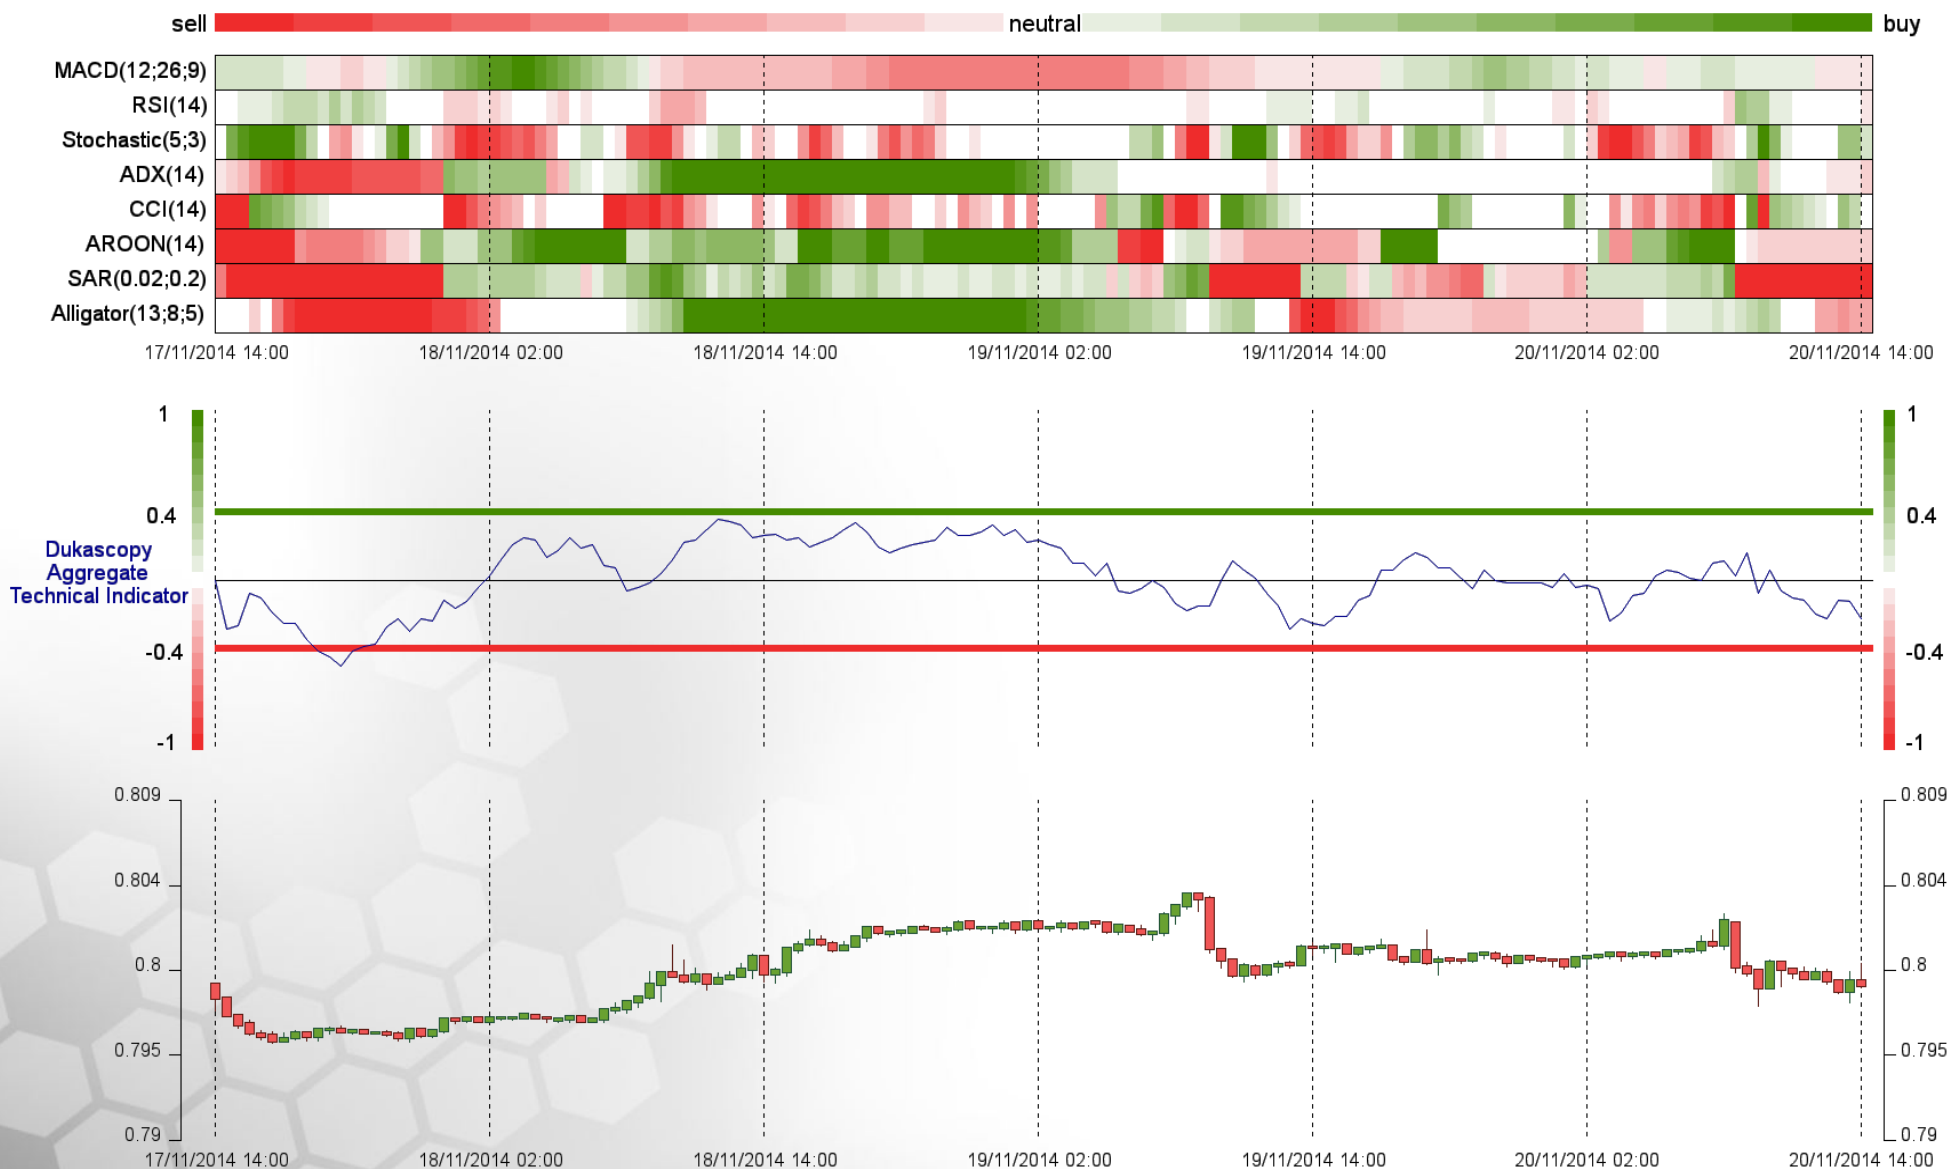 sell neutral buy
MACD(12;26;9)
RSI(14)
Stochastic(5;3)
ADX(14)
CCI(14)
AROON(14)
SAR(0.02;0.2)
Alligator(13;8;5)
17/11/2014 14:00 18/11/2014 02:00 18/11/2014 14:00 19/11/2014 02:00 19/11/2014 14:00 20/11/2014 02:00 20/11/2014 14:00
1 1
0.4 0.4
Dukascopy
Aggregate
Technical Indicator
-0.4 -0.4
-1 -1
0.809 0.809
0.804 0.804
0.8 0.8
0.795 0.795
0.79 0.79
17/11/2014 14:00 18/11/2014 02:00 18/11/2014 14:00 19/11/2014 02:00 19/11/2014 14:00 20/11/2014 02:00 20/11/2014 14:00